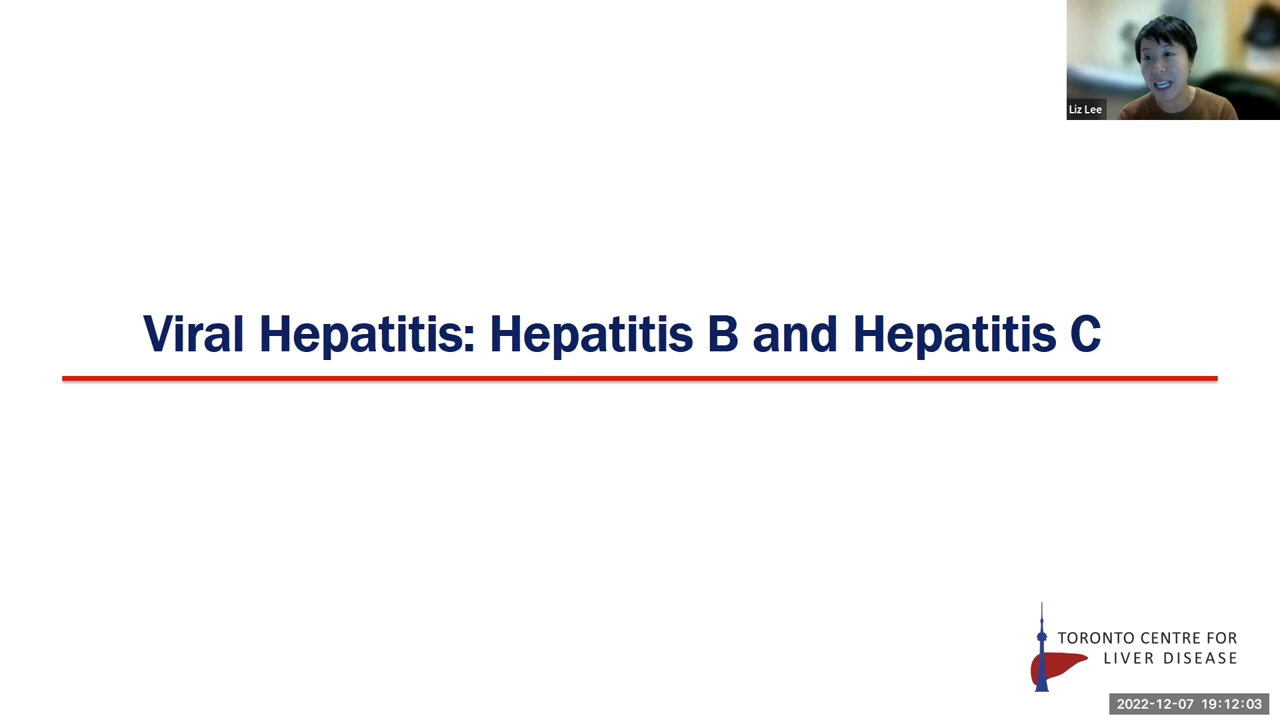 Liz Lee
Viral Hepatitis: Hepatitis B and Hepatitis C
TORONTO CENTRE FOR
LIVER DISEASE
2022-12-07 19:12:03